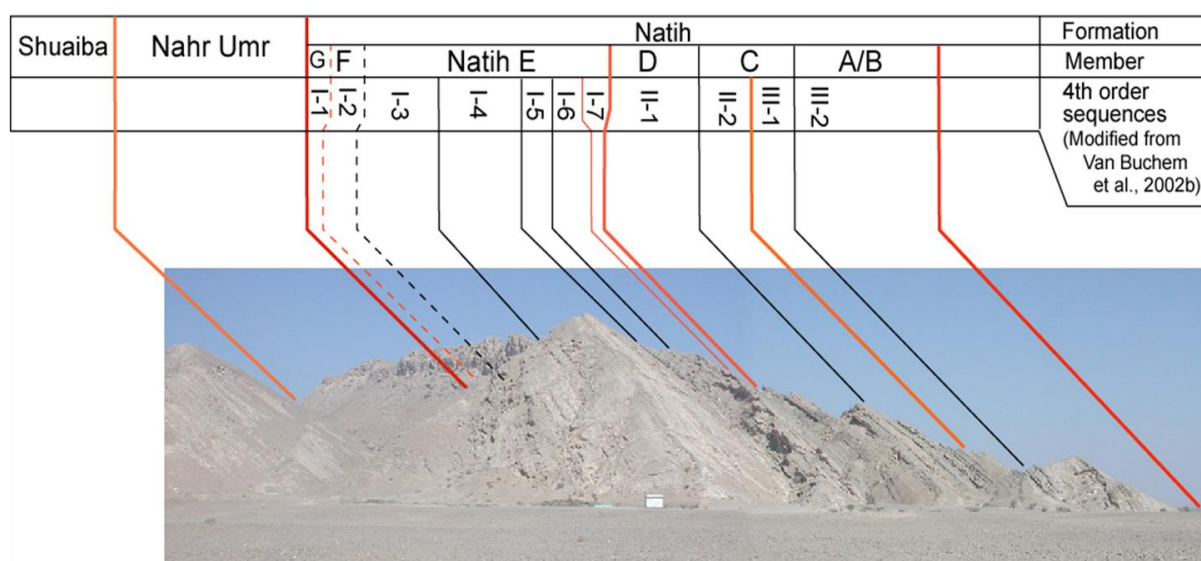 Natih
Formation
Shuaiba
Nahr Umr
G
F
Natih E
D
C
A/B
Member
I-1
I-2
I-3
I-4
I-5
I-6
I-7
II-1
II-2
III-1
III-2
4th order
sequences
(Modified from
Van Buchem
et al., 2002b)